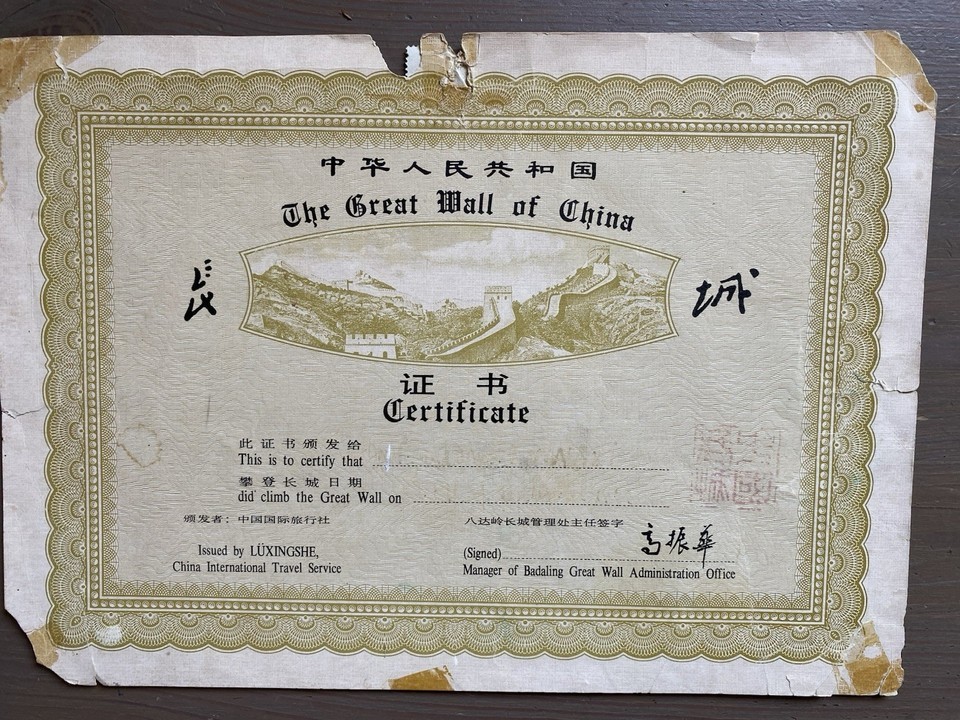 中华人民共和国
The Great Wall of China
长城
证书
Certificate
此证书颁发给
This is to certify that
攀登长城日期
did climb the Great Wall on
颁发者：中国国际旅行社
Issued by LÜXINGSHE,
China International Travel Service
八达岭长城管理处主任签字
(Signed) 高振华
Manager of Badaling Great Wall Administration Office